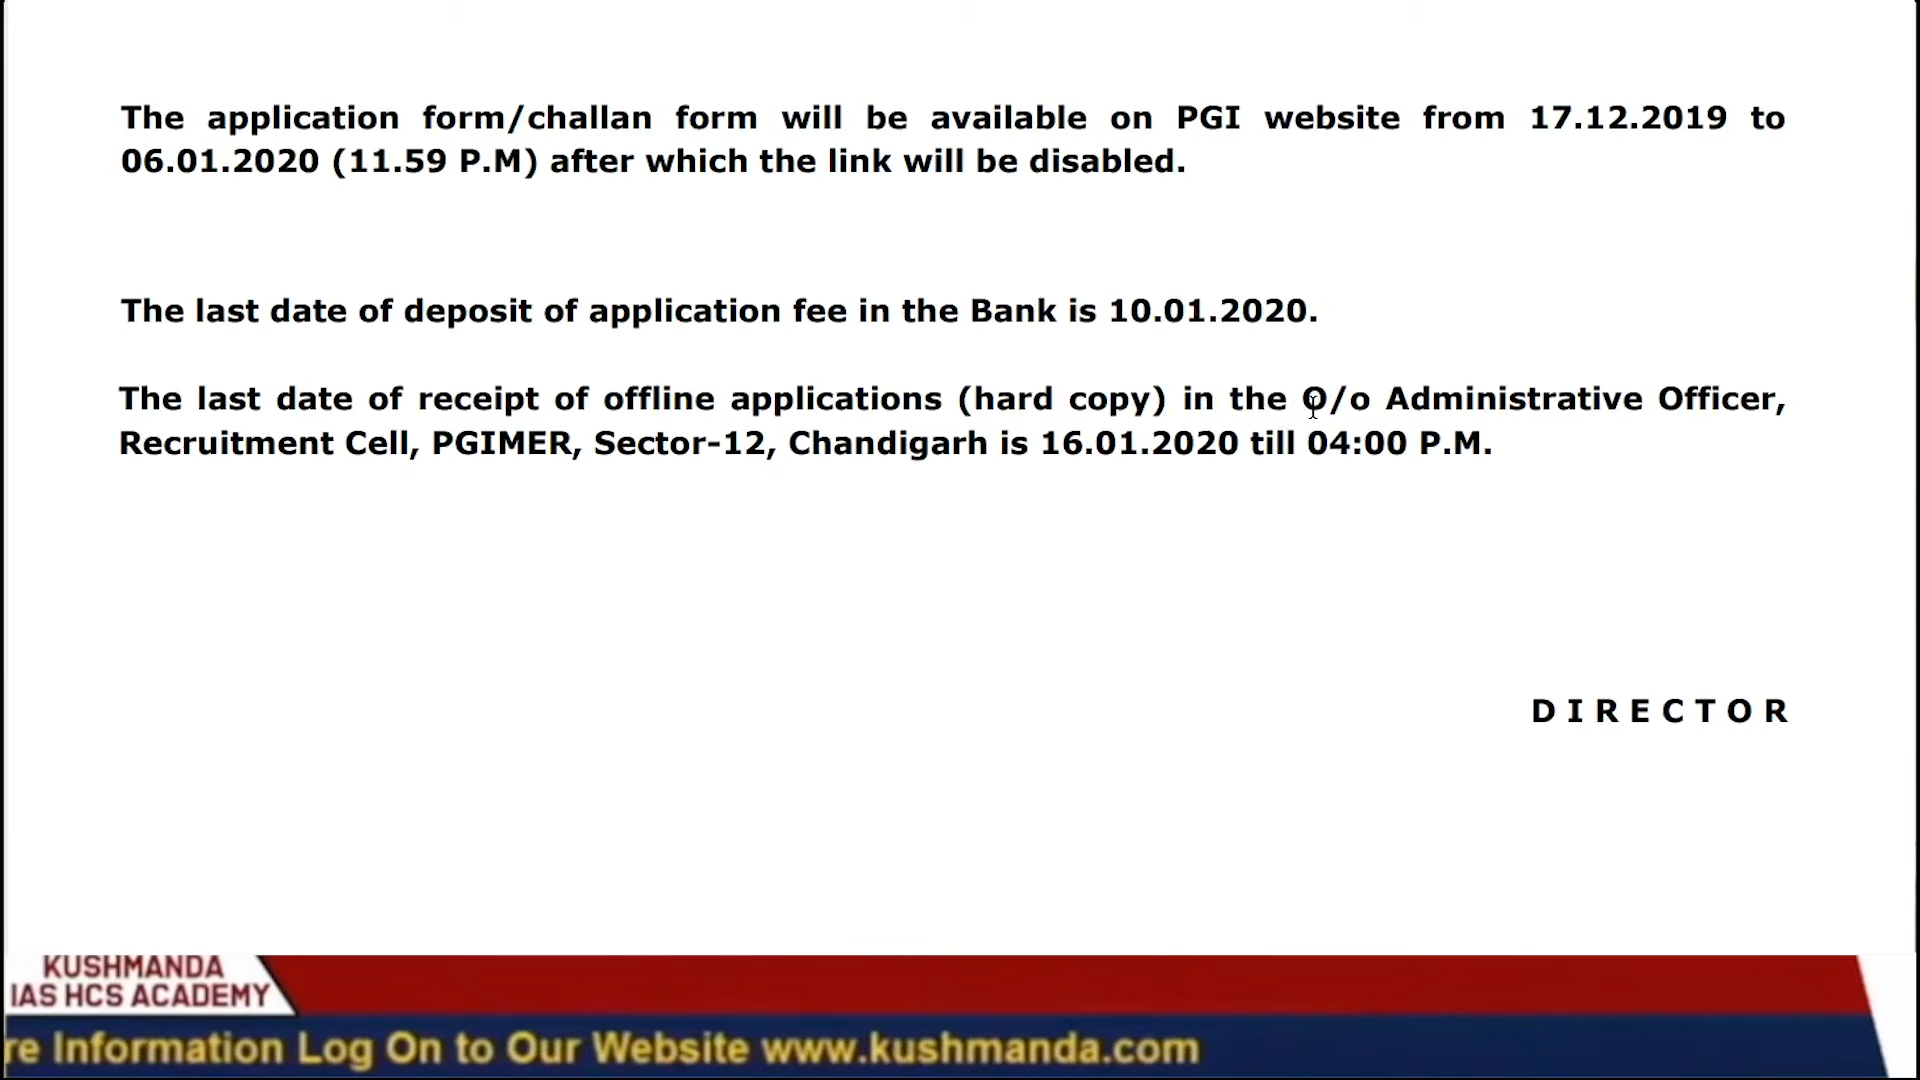 The application form/challan form will be available on PGI website from 17.12.2019 to
06.01.2020 (11.59 P.M) after which the link will be disabled.
The last date of deposit of application fee in the Bank is 10.01.2020.
The last date of receipt of offline applications (hard copy) in the O/o Administrative Officer,
Recruitment Cell, PGIMER, Sector-12, Chandigarh is 16.01.2020 till 04:00 P.M.
D I R E C T O R
KUSHMANDA
IAS HCS ACADEMY
re Information Log On to Our Website www.kushmanda.com